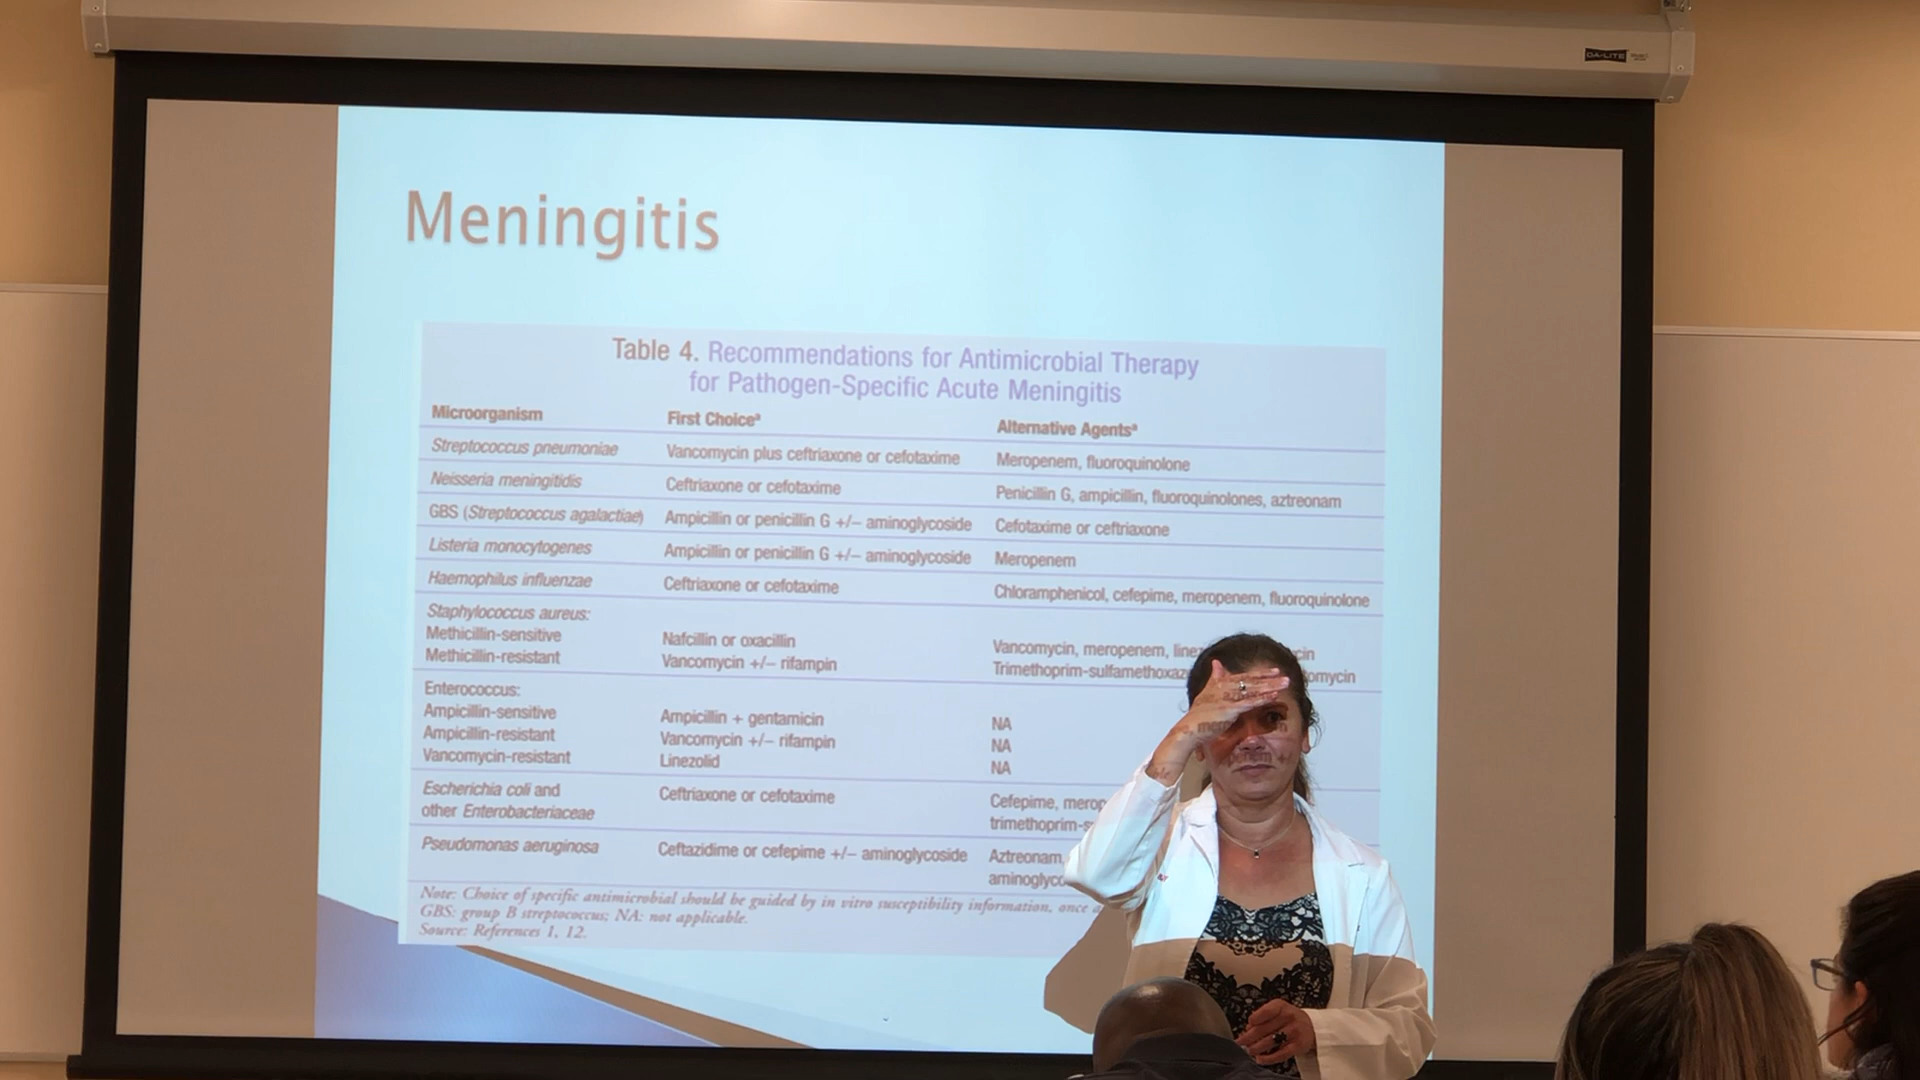 DA-LITE
Meningitis
Table 4. Recommendations for Antimicrobial Therapy
for Pathogen-Specific Acute Meningitis
Microorganism First Choiceª Alternative Agentsª
Streptococcus pneumoniae Vancomycin plus ceftriaxone or cefotaxime Meropenem, fluoroquinolone
Neisseria meningitidis Ceftriaxone or cefotaxime Penicillin G, ampicillin, fluoroquinolones, aztreonam
GBS (Streptococcus agalactiae) Ampicillin or penicillin G +/– aminoglycoside Cefotaxime or ceftriaxone
Listeria monocytogenes Ampicillin or penicillin G +/– aminoglycoside Meropenem
Haemophilus influenzae Ceftriaxone or cefotaxime Chloramphenicol, cefepime, meropenem, fluoroquinolone
Staphylococcus aureus:
Methicillin-sensitive Nafcillin or oxacillin Vancomycin, meropenem,
Methicillin-resistant Vancomycin +/– rifampin
Enterococcus:
Ampicillin-sensitive Ampicillin + gentamicin NA
Ampicillin-resistant Vancomycin +/– rifampin NA
Vancomycin-resistant Linezolid NA
Escherichia coli and Ceftriaxone or cefotaxime Cefepime,
other Enterobacteriaceae
Pseudomonas aeruginosa Ceftazidime or cefepime +/– aminoglycoside Aztreonam,
Note: Choice of specific antimicrobial should be guided by in vitro susceptibility information, once
GBS: group B streptococcus; NA: not applicable.
Source: References 1, 12.